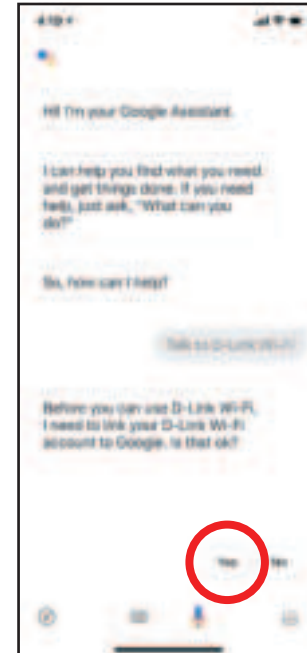 4:19
Hi! I'm your Google Assistant.
I can help you find what you need
and get things done. If you need
help, just ask, "What can you
do?"
So, how can I help?
Talk to D-Link Wi-Fi
Before you can use D-Link Wi-Fi,
I need to link your D-Link Wi-Fi
account to Google, is that ok?
Yes No